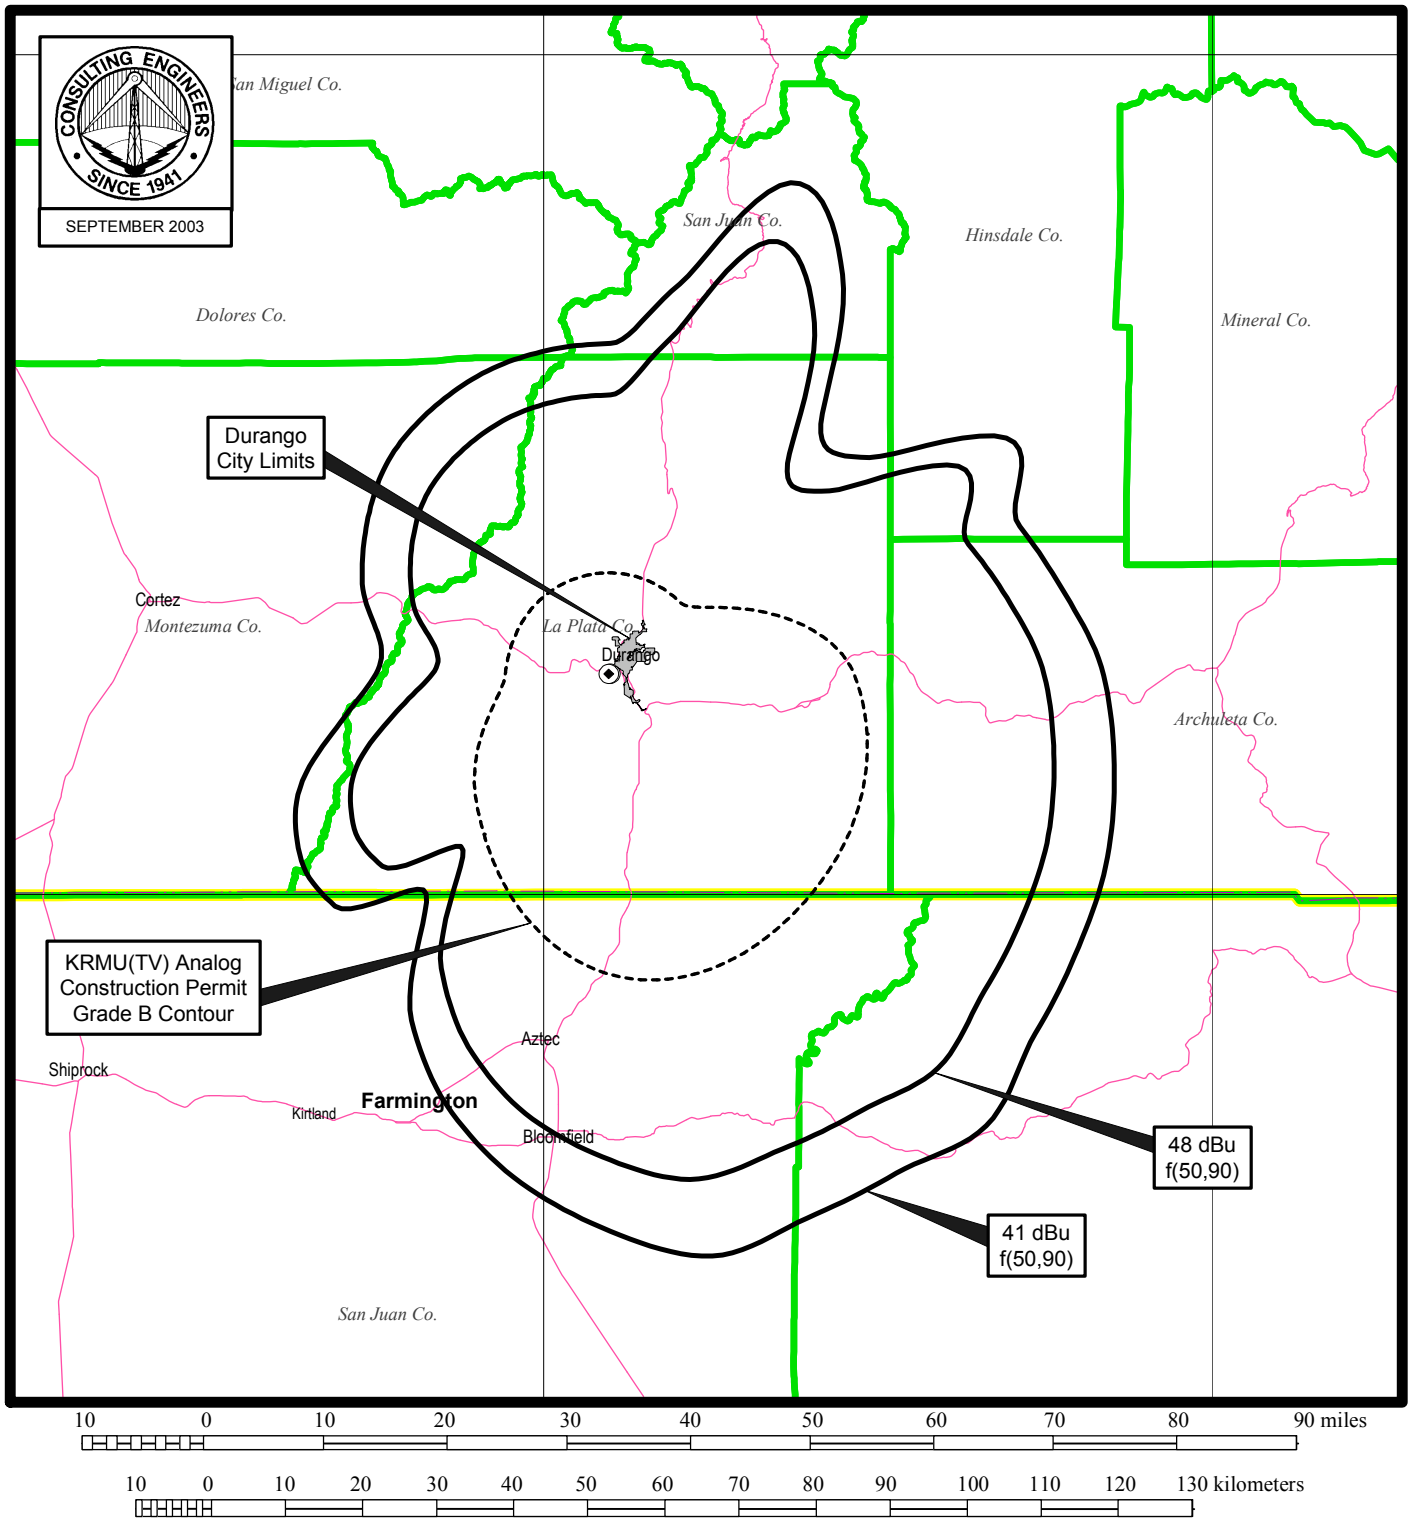 CONSULTING ENGINEERS
• SINCE 1941 •
SEPTEMBER 2003
San Miguel Co.
San Juan Co.
Hinsdale Co.
Dolores Co.
Mineral Co.
Durango
City Limits
Cortez
Montezuma Co.
La Plata Co.
Durango
Archuleta Co.
KRMU(TV) Analog
Construction Permit
Grade B Contour
Aztec
Shiprock
Farmington
Kirtland
Bloomfield
48 dBu
f(50,90)
41 dBu
f(50,90)
San Juan Co.
10 0 10 20 30 40 50 60 70 80 90 miles
10 0 10 20 30 40 50 60 70 80 90 100 110 120 130 kilometers